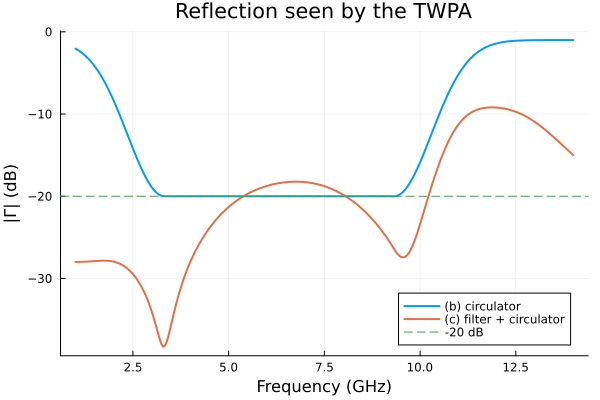 Reflection seen by the TWPA
|Γ| (dB)
0
−10
−20
−30
2.5 5.0 7.5 10.0 12.5
Frequency (GHz)
(b) circulator
(c) filter + circulator
-20 dB